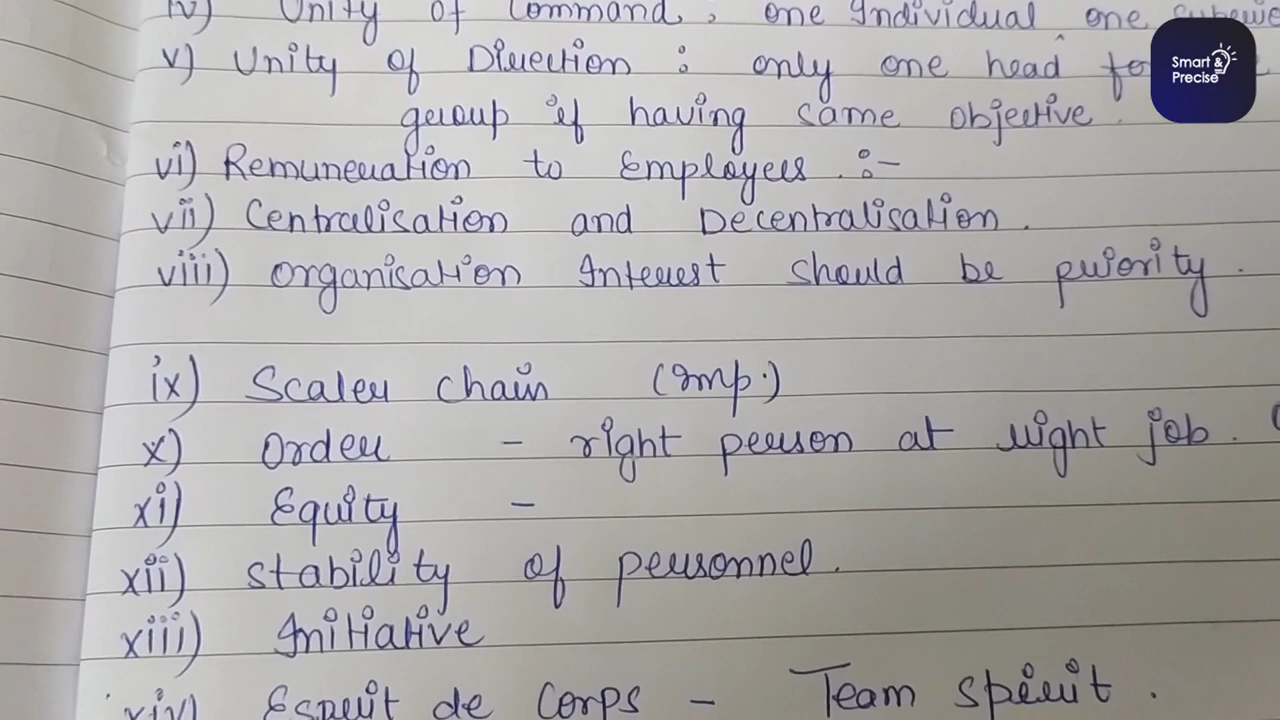 iv) Unity of Command, one Individual one
v) Unity of Direction : only one head
group if having same objective.
vi) Remuneration to Employees :-
vii) Centralisation and Decentralisation.
viii) Organisation Interest should be priority.
ix) Scaler chain (Imp.)
x) Order - right person at right job.
xi) Equity -
xii) Stability of personnel.
xiii) Initiative
xiv) Espirit de Corps - Team spirit.
Smart &
Precise